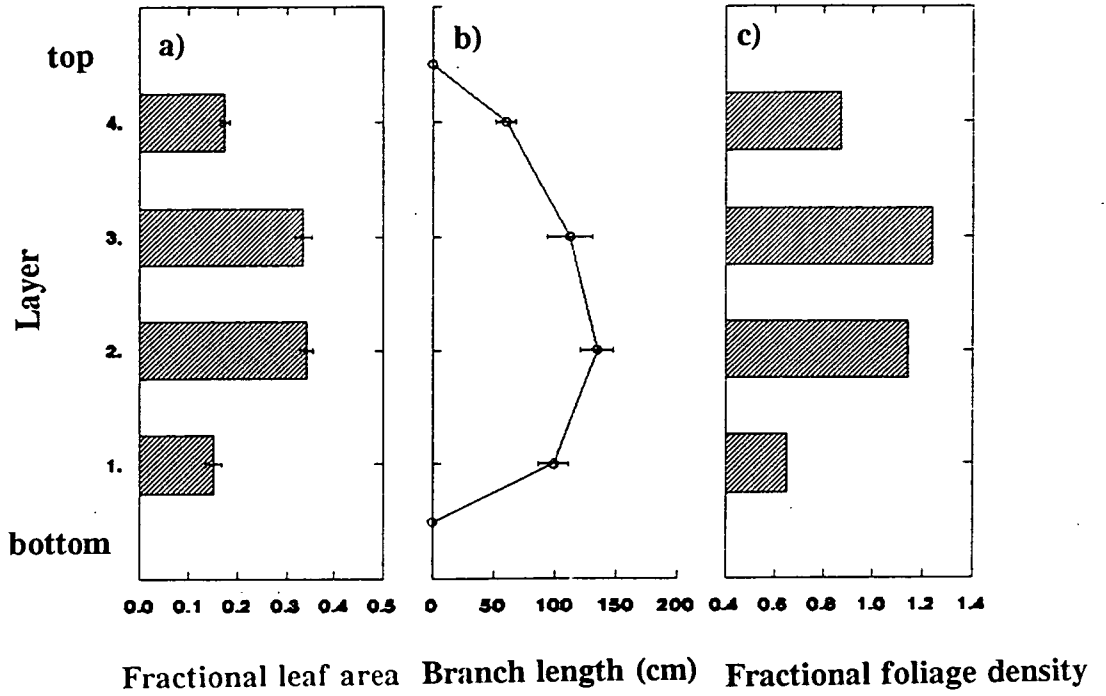 a)
b)
c)
top
4.
3.
Layer
2.
1.
bottom
0.0 0.1 0.2 0.3 0.4 0.5
0 50 100 150 200
0.4 0.6 0.8 1.0 1.2 1.4
Fractional leaf area
Branch length (cm)
Fractional foliage density